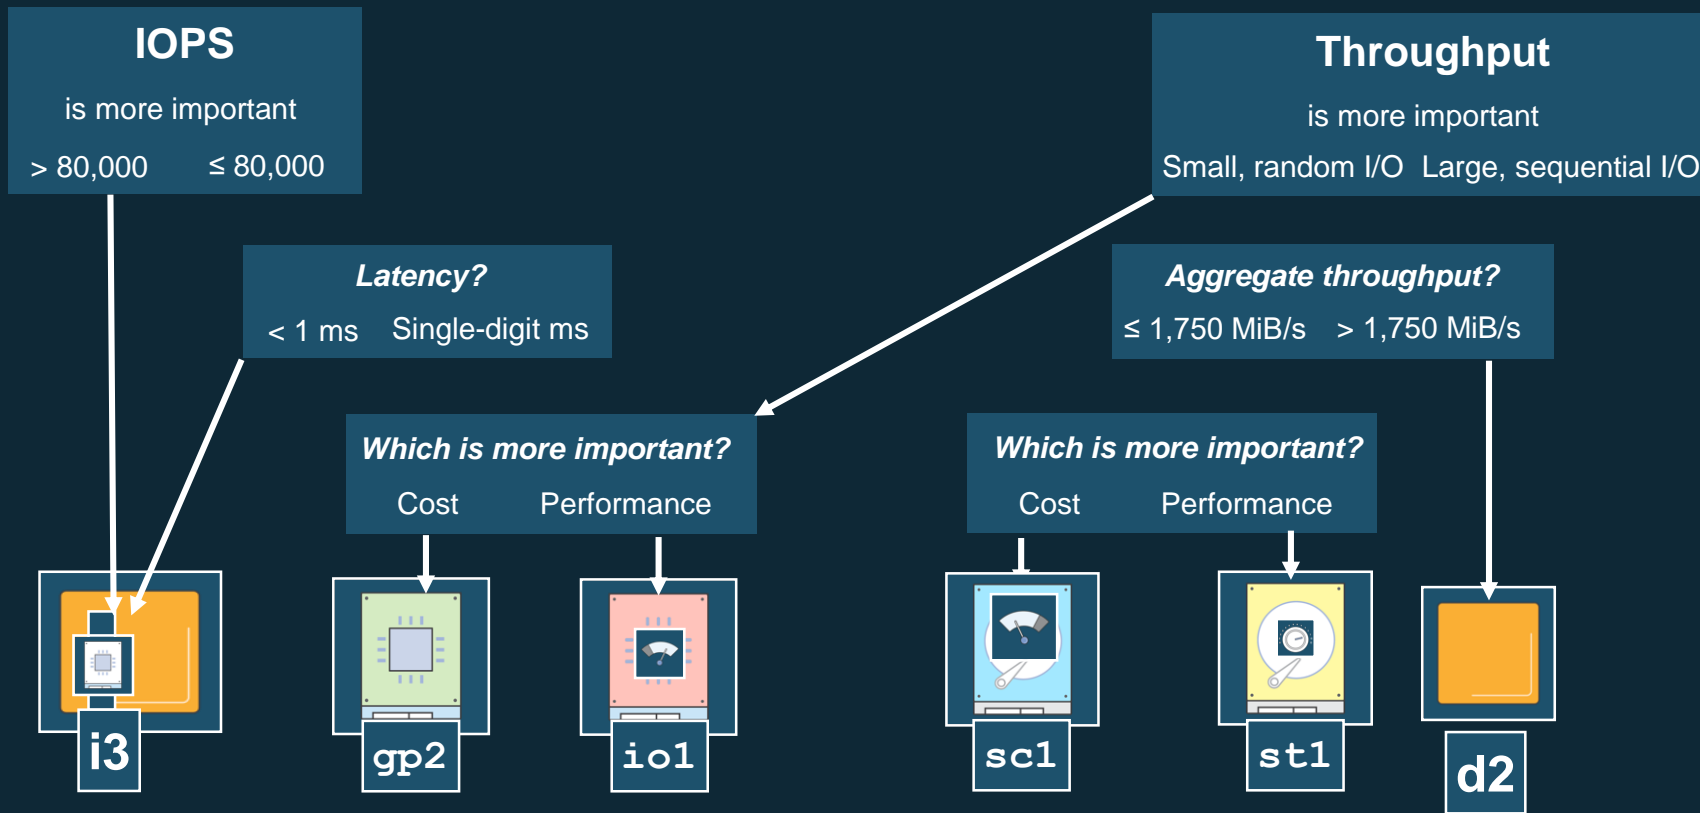 IOPS
is more important
> 80,000 ≤ 80,000
Throughput
is more important
Small, random I/O Large, sequential I/O
Latency?
< 1 ms Single-digit ms
Aggregate throughput?
≤ 1,750 MiB/s > 1,750 MiB/s
Which is more important?
Cost Performance
Which is more important?
Cost Performance
i3
gp2
io1
sc1
st1
d2